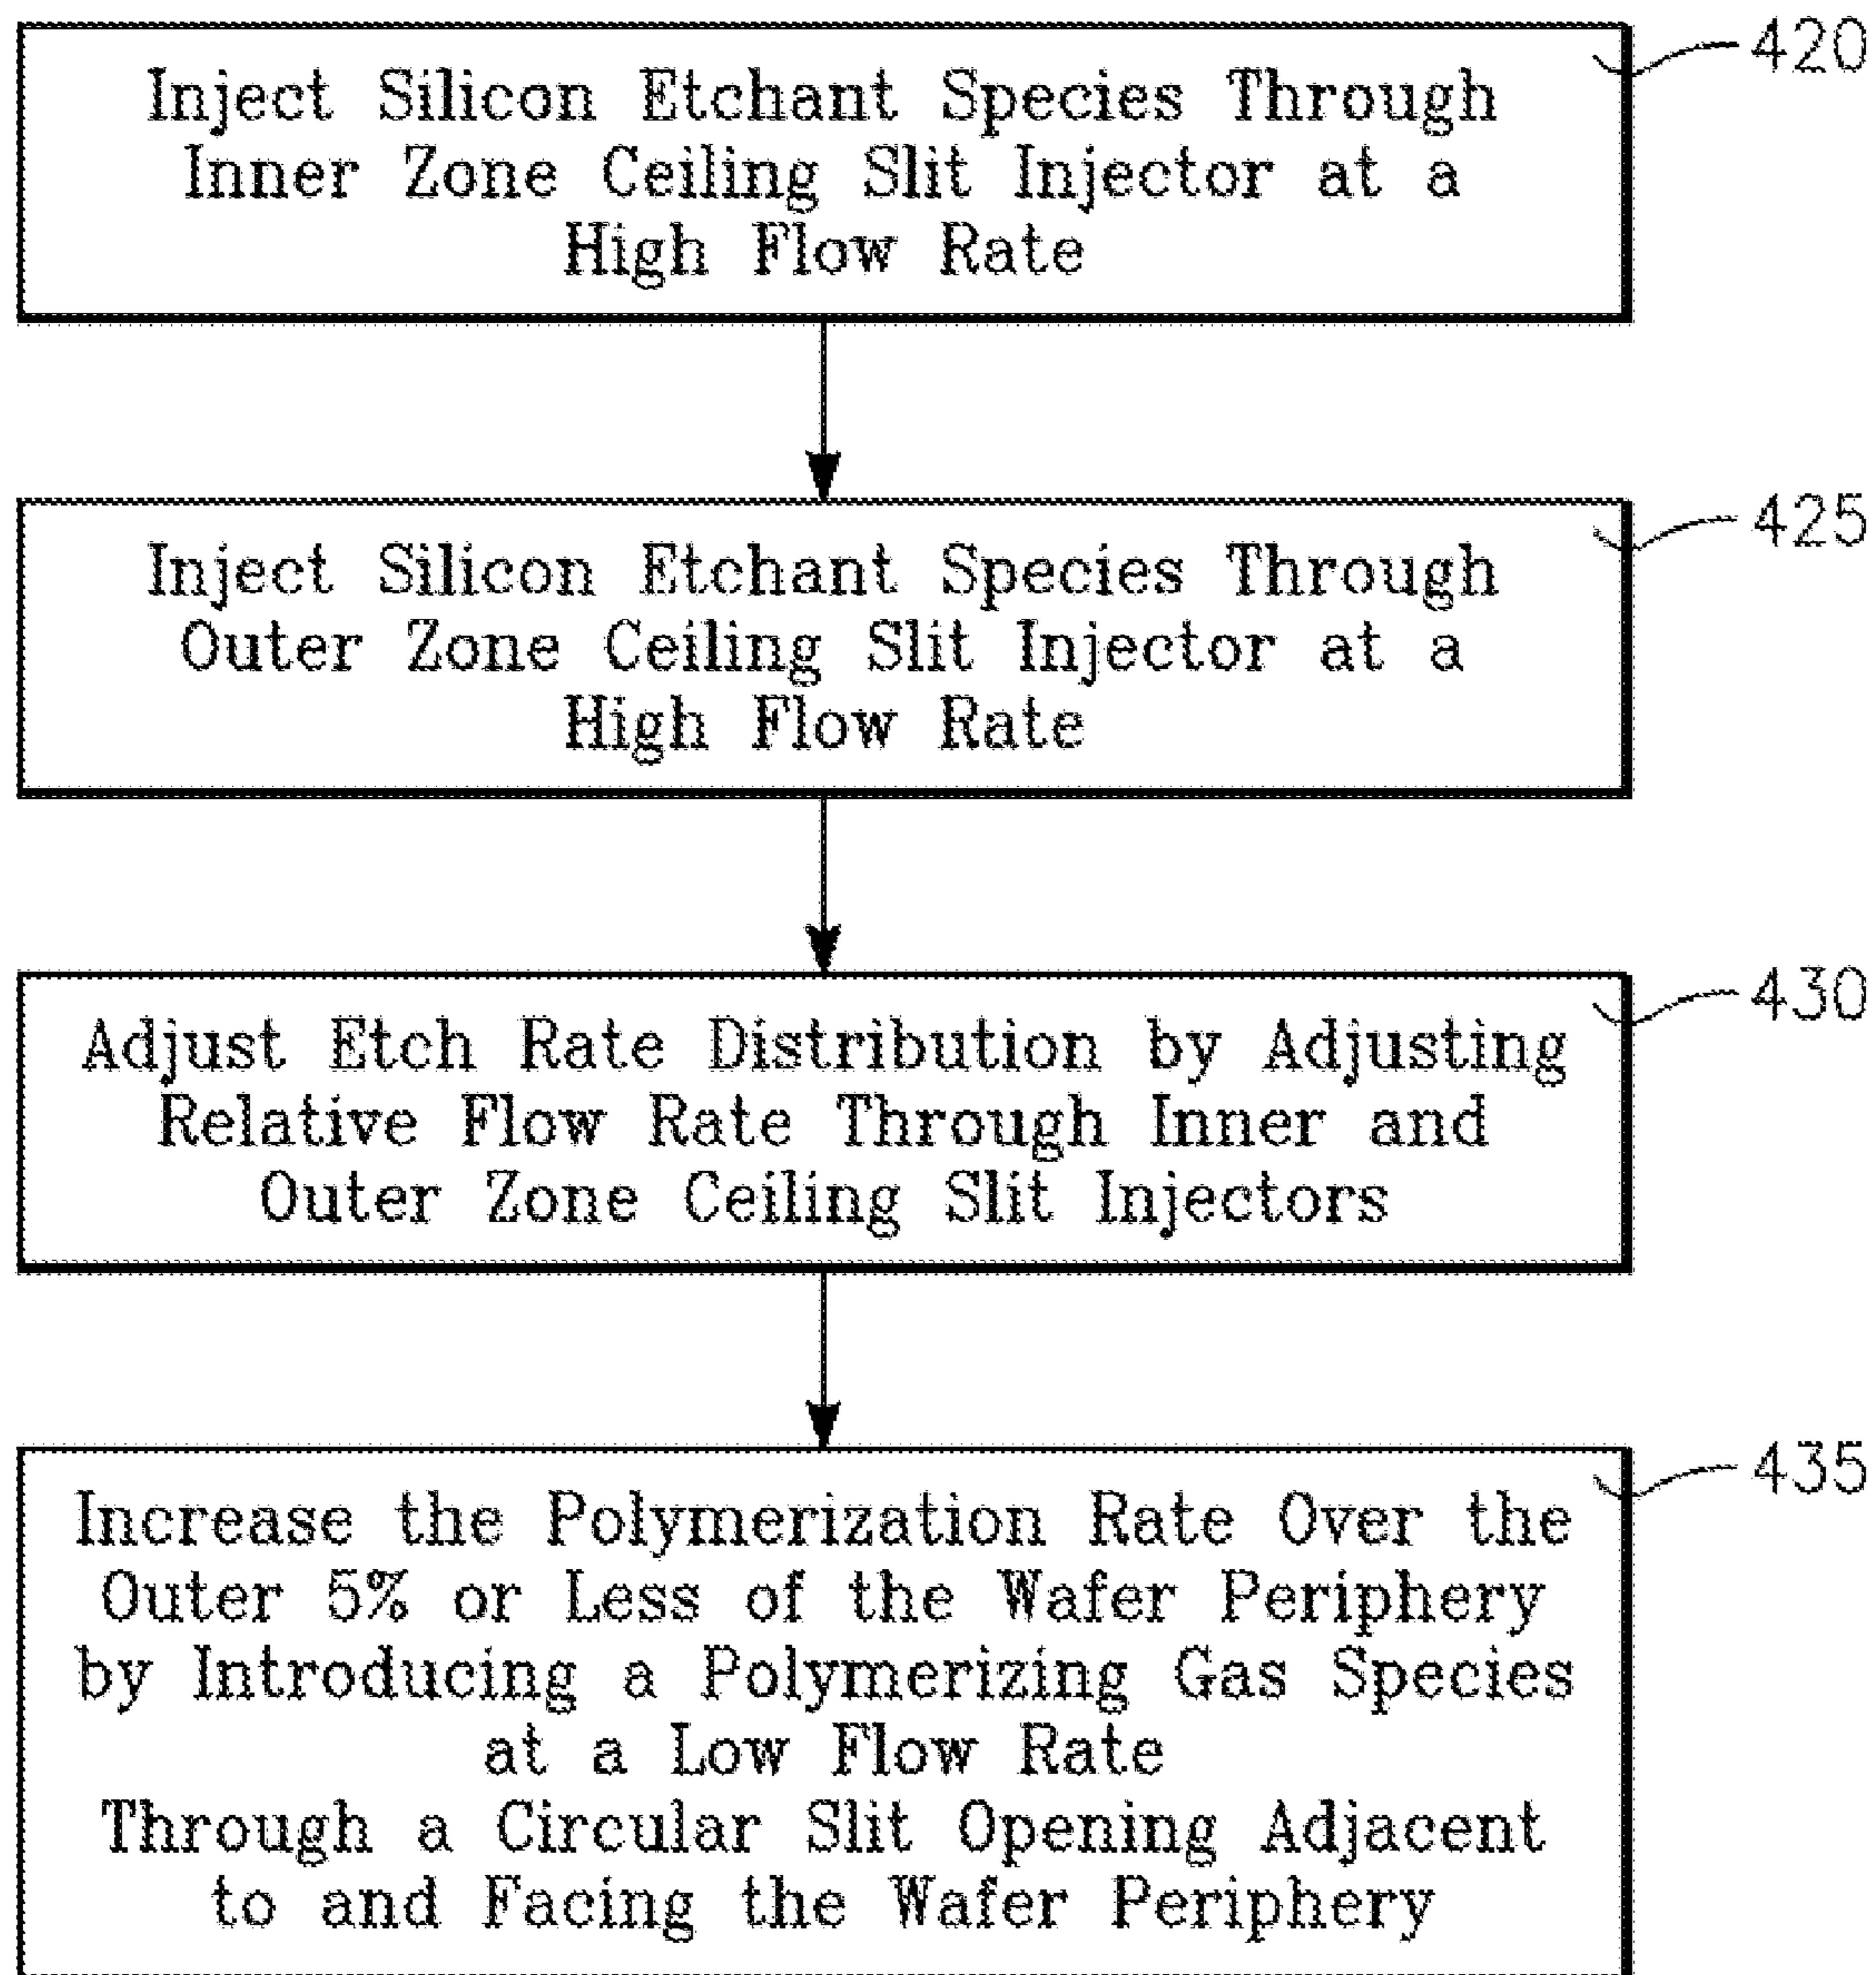 420
Inject Silicon Etchant Species Through
Inner Zone Ceiling Slit Injector at a
High Flow Rate
425
Inject Silicon Etchant Species Through
Outer Zone Ceiling Slit Injector at a
High Flow Rate
430
Adjust Etch Rate Distribution by Adjusting
Relative Flow Rate Through Inner and
Outer Zone Ceiling Slit Injectors
435
Increase the Polymerization Rate Over the
Outer 5% or Less of the Wafer Periphery
by Introducing a Polymerizing Gas Species
at a Low Flow Rate
Through a Circular Slit Opening Adjacent
to and Facing the Wafer Periphery